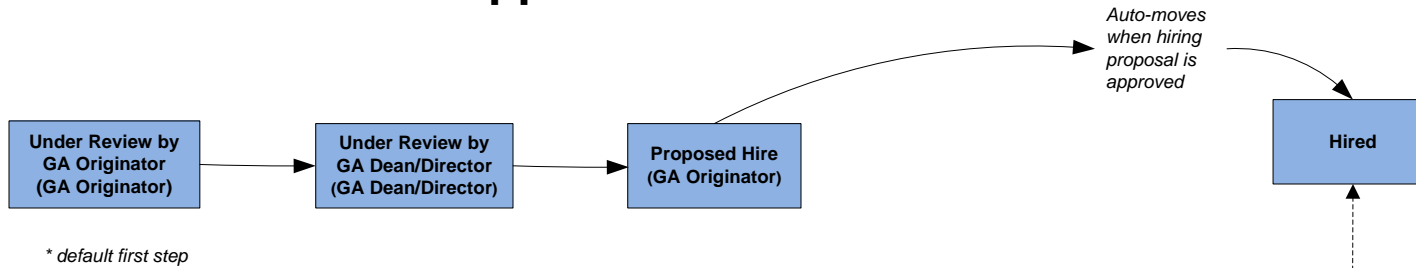 Auto-moves
when hiring
proposal is
approved
Under Review by
GA Originator
(GA Originator)
Under Review by
GA Dean/Director
(GA Dean/Director)
Proposed Hire
(GA Originator)
Hired
* default first step